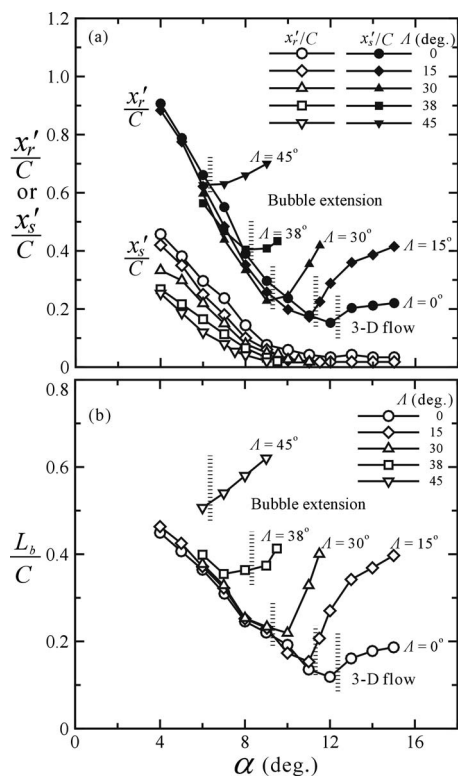 (a)
x′r/C x′s/C Λ (deg.)
0
15
30
38
45
1.2
1.0
0.8
0.6
0.4
0.2
0
x′r/C or x′s/C
x′r/C
x′s/C
Λ=45°
Bubble extension
Λ=38°
Λ=30°
Λ=15°
Λ=0°
3-D flow
(b)
Λ (deg.)
0
15
30
38
45
0.8
0.6
0.4
0.2
0
Lb/C
Λ=45°
Bubble extension
Λ=38°
Λ=30°
Λ=15°
Λ=0°
3-D flow
0 4 8 12 16
α (deg.)